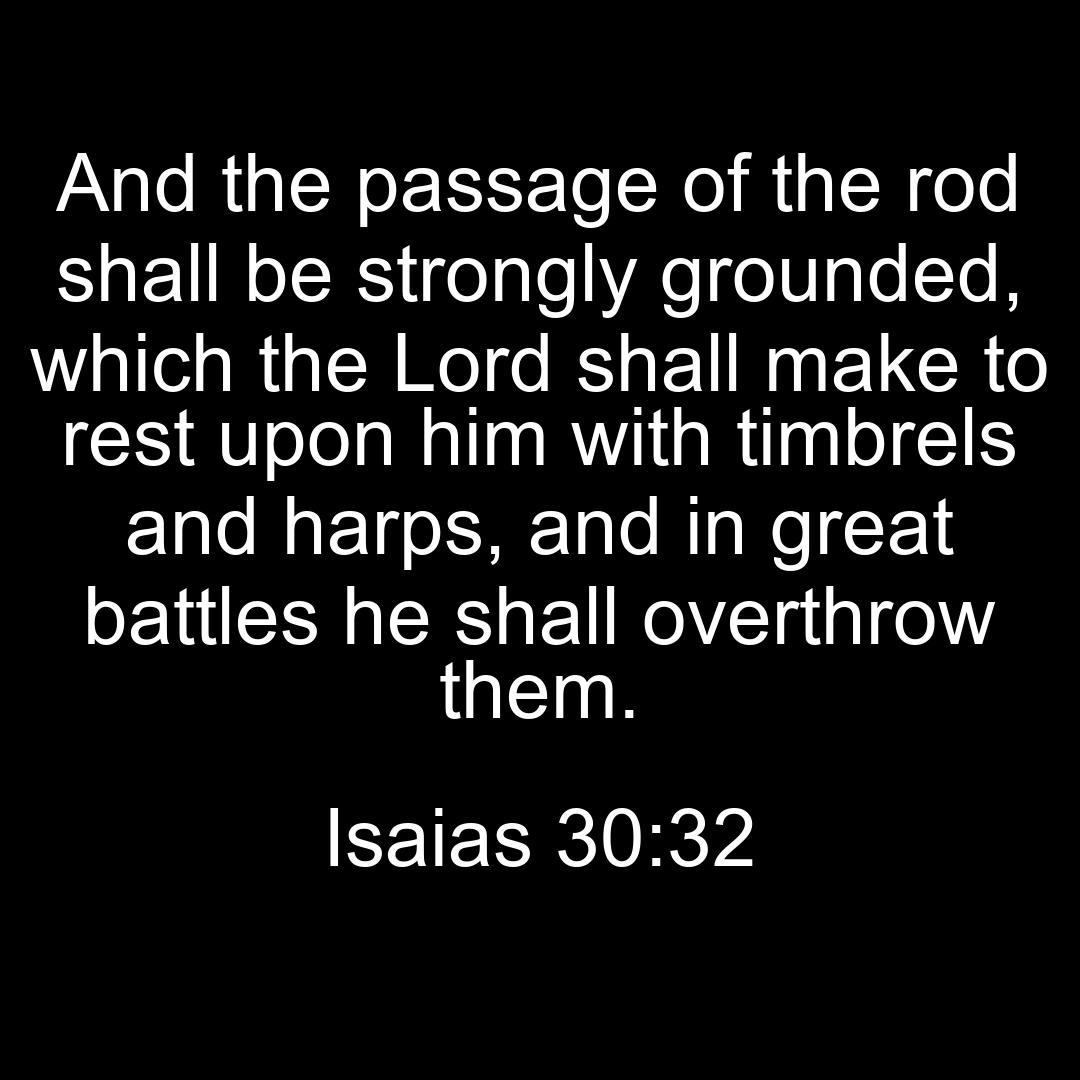 And the passage of the rod
shall be strongly grounded,
which the Lord shall make to
rest upon him with timbrels
and harps, and in great
battles he shall overthrow
them.
Isaias 30:32